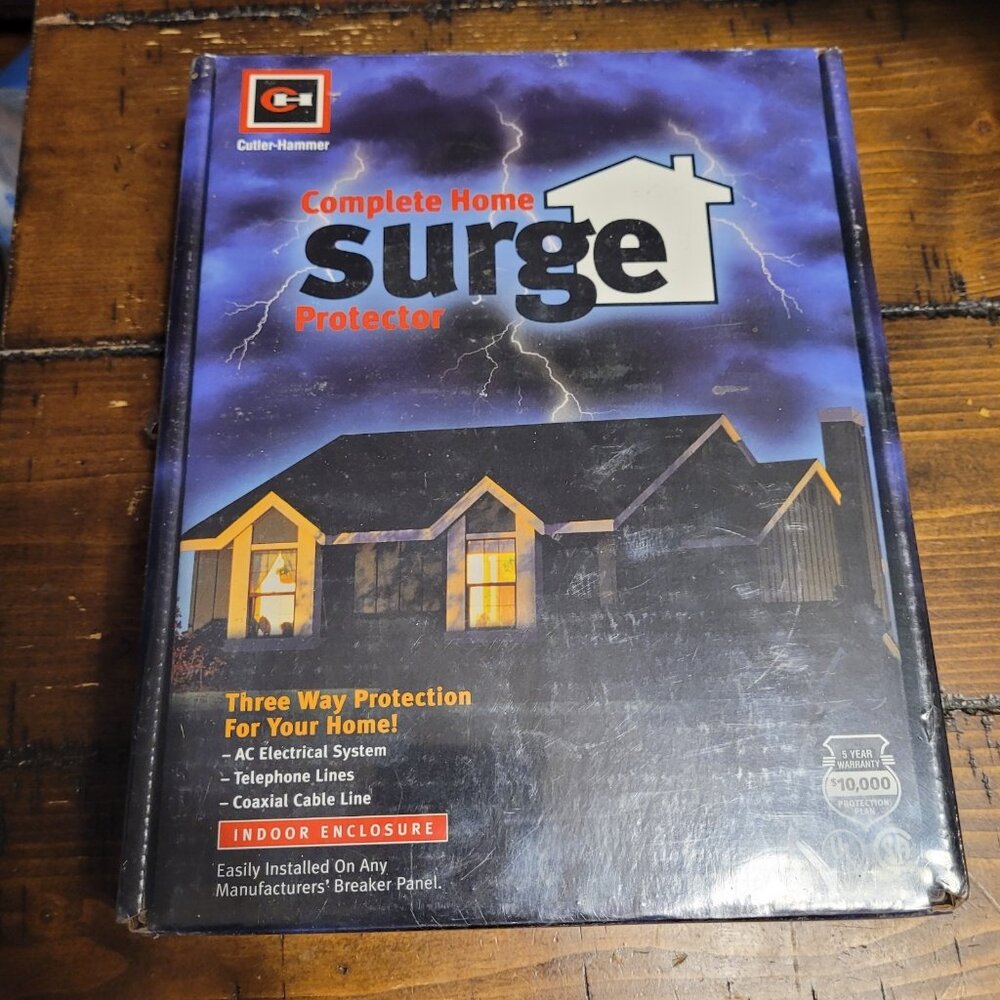 CH
Cutler-Hammer
Complete Home
surge
Protector
Three Way Protection
For Your Home!
– AC Electrical System
– Telephone Lines
– Coaxial Cable Line
INDOOR ENCLOSURE
Easily Installed On Any
Manufacturers' Breaker Panel.
5 YEAR
WARRANTY
$10,000
PROTECTION
PLAN